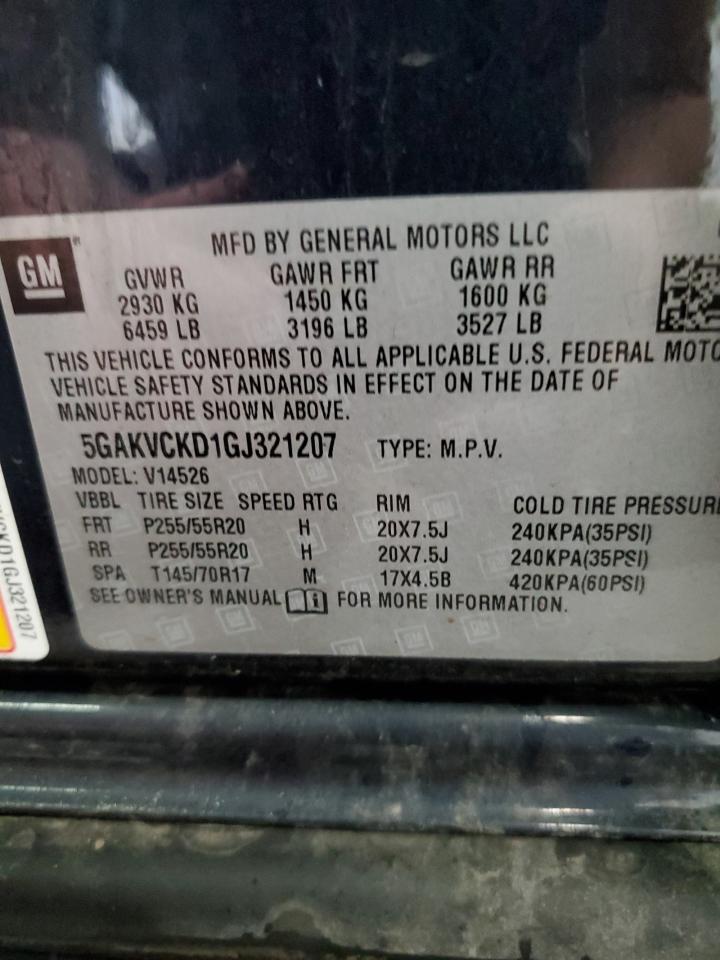 MFD BY GENERAL MOTORS LLC
GM
GVWR GAWR FRT GAWR RR
2930 KG 1450 KG 1600 KG
6459 LB 3196 LB 3527 LB
THIS VEHICLE CONFORMS TO ALL APPLICABLE U.S. FEDERAL MOTO
VEHICLE SAFETY STANDARDS IN EFFECT ON THE DATE OF
MANUFACTURE SHOWN ABOVE.
5GAKVCKD1GJ321207 TYPE: M.P.V.
MODEL: V14526
VBBL TIRE SIZE SPEED RTG RIM COLD TIRE PRESSURE
FRT P255/55R20 H 20X7.5J 240KPA(35PSI)
RR P255/55R20 H 20X7.5J 240KPA(35PSI)
SPA T145/70R17 M 17X4.5B 420KPA(60PSI)
SEE OWNER'S MANUAL FOR MORE INFORMATION.
CKD1GJ321207